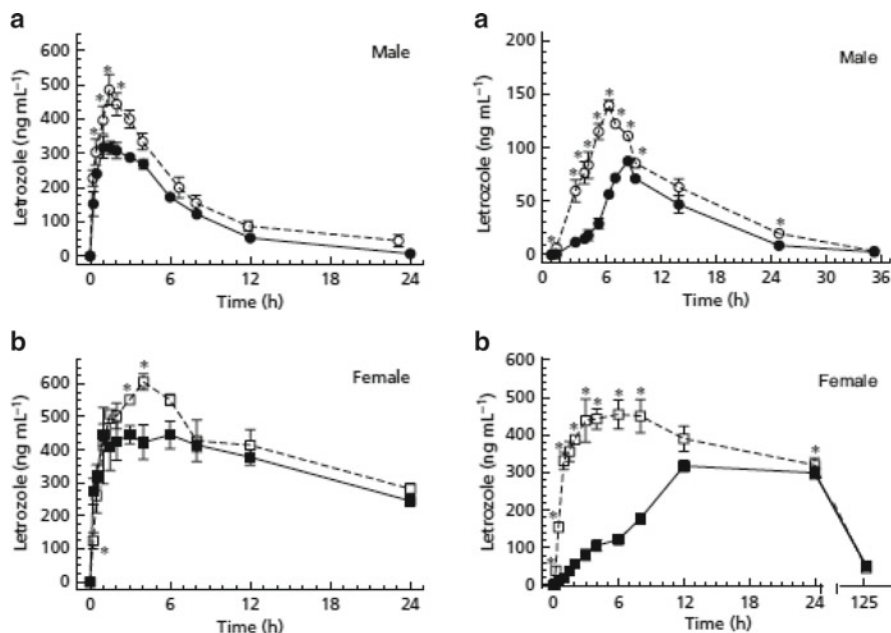 a
Male
Letrozole (ng mL⁻¹)
600
500
400
300
200
100
0
0 6 12 18 24
Time (h)
a
Male
Letrozole (ng mL⁻¹)
200
150
100
50
0
0 6 12 18 24 30 36
Time (h)
b
Female
Letrozole (ng mL⁻¹)
600
500
400
300
200
100
0
0 6 12 18 24
Time (h)
b
Female
Letrozole (ng mL⁻¹)
600
500
400
300
200
100
0
0 6 12 18 24 125
Time (h)